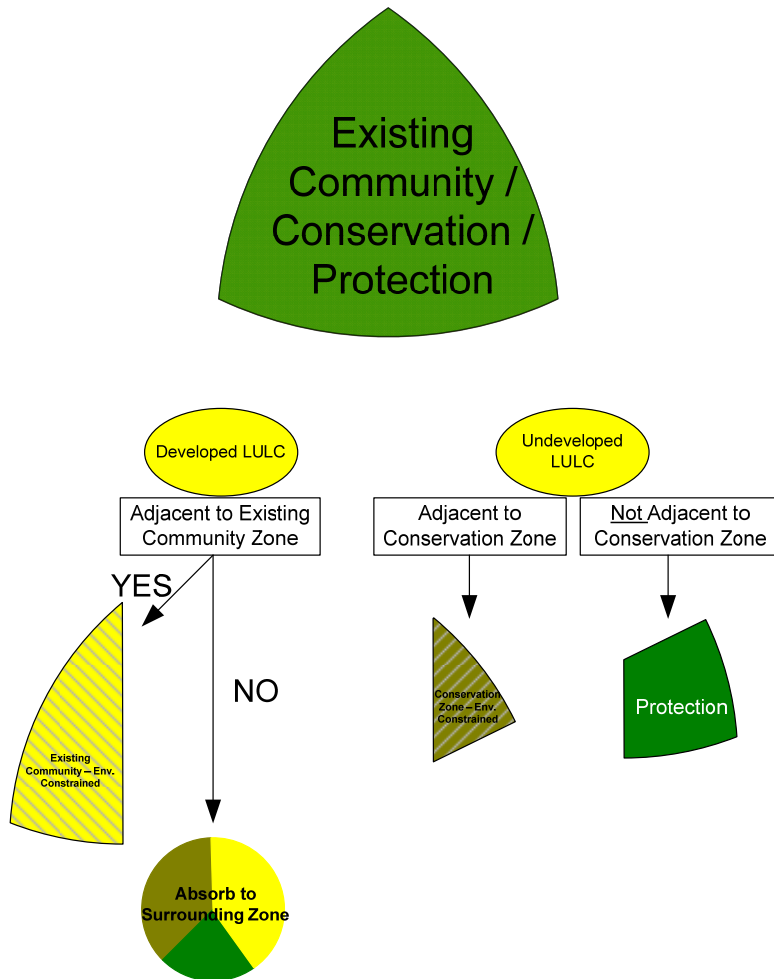 Existing
Community /
Conservation /
Protection
Developed LULC
Adjacent to Existing
Community Zone
YES
NO
Existing
Community – Env.
Constrained
Absorb to
Surrounding Zone
Undeveloped
LULC
Adjacent to
Conservation Zone
Not Adjacent to
Conservation Zone
Conservation
Zone – Env.
Constrained
Protection